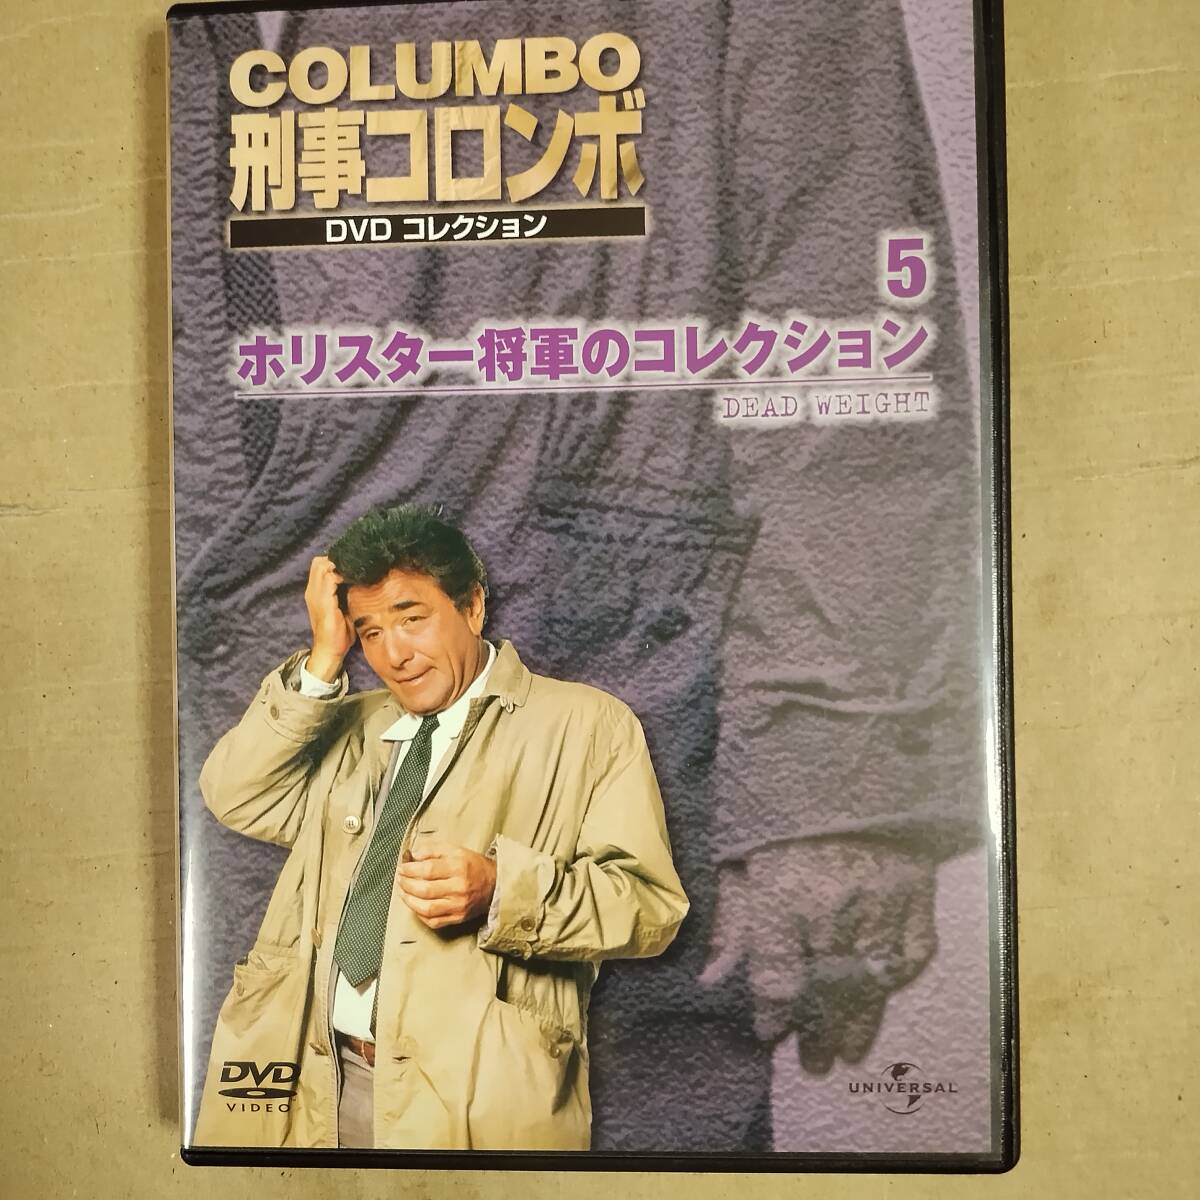 COLUMBO
刑事コロンボ
DVD コレクション
5
ホリスター将軍のコレクション
DEAD WEIGHT
DVD
VIDEO
UNIVERSAL